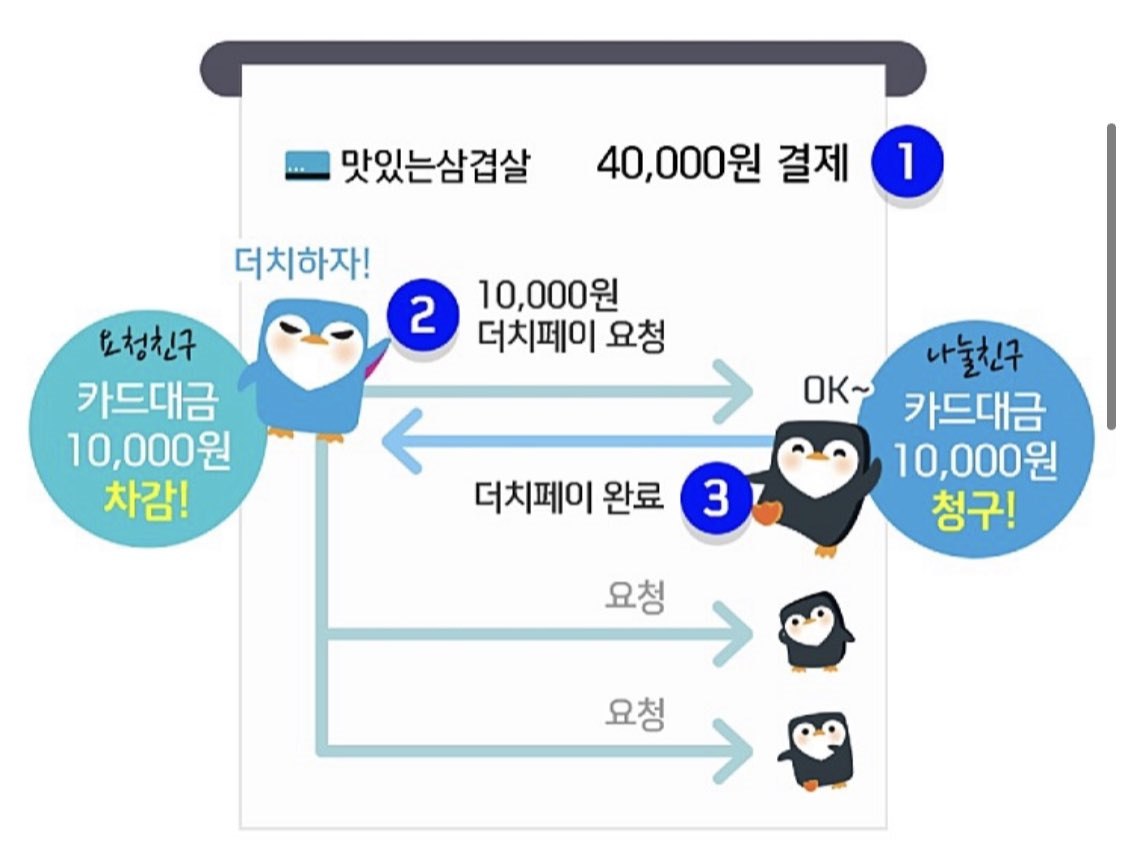 맛있는삼겹살 40,000원 결제 1
더치하자!
2 10,000원
더치페이 요청
요청친구
카드대금
10,000원
차감!
OK~
나눌친구
카드대금
10,000원
청구!
더치페이 완료 3
요청
요청